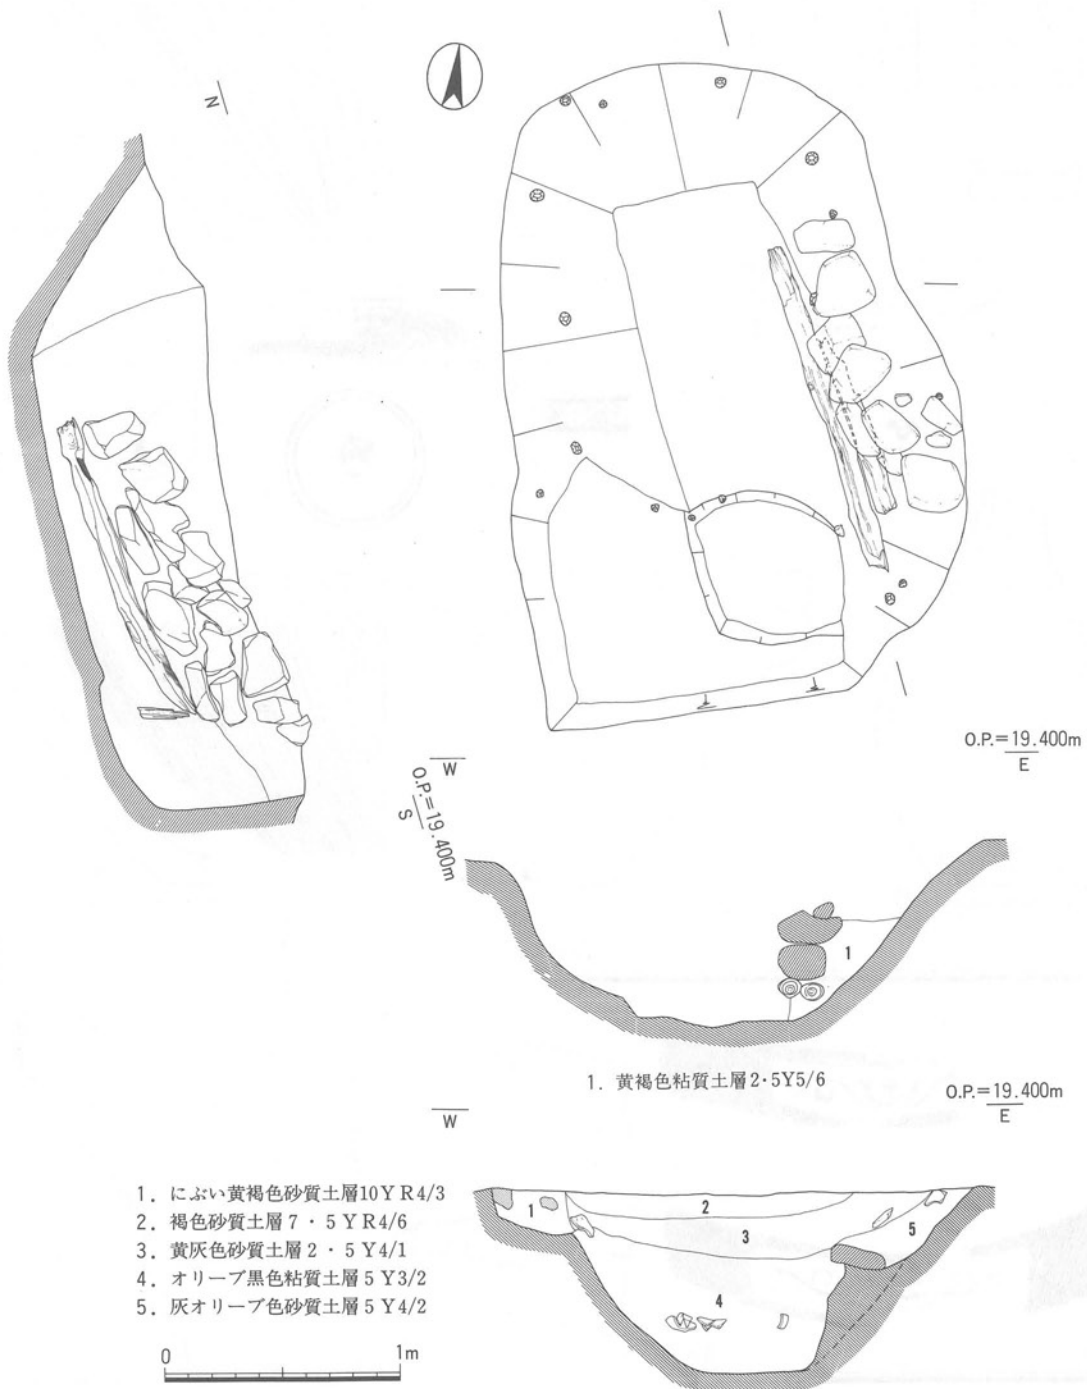 N
O.P.=19.400m
E
W
O.P.=19.400m
S
1
1. 黄褐色粘質土層2・5Y5/6
O.P.=19.400m
E
W
1. にぶい黄褐色砂質土層10YR4/3
2. 褐色砂質土層7・5YR4/6
3. 黄灰色砂質土層2・5Y4/1
4. オリーブ黒色粘質土層5Y3/2
5. 灰オリーブ色砂質土層5Y4/2
1
2
3
4
5
0 1m